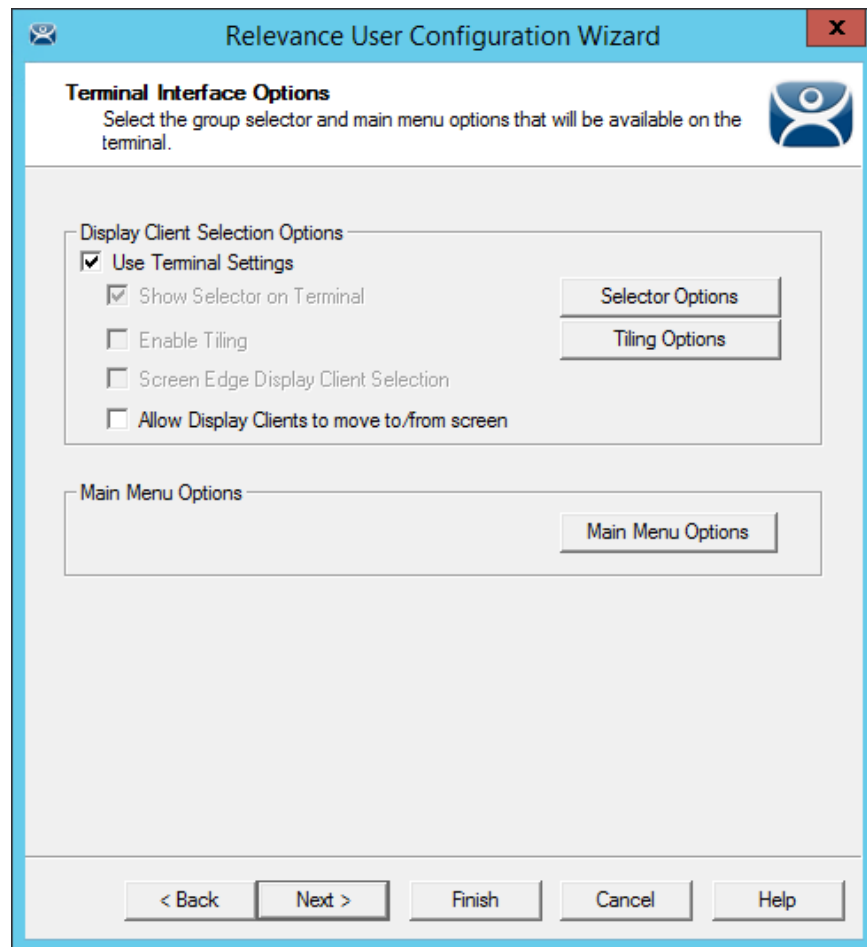 Relevance User Configuration Wizard
x
Terminal Interface Options
Select the group selector and main menu options that will be available on the
terminal.
Display Client Selection Options
Use Terminal Settings
Show Selector on Terminal
Selector Options
Enable Tiling
Tiling Options
Screen Edge Display Client Selection
Allow Display Clients to move to/from screen
Main Menu Options
Main Menu Options
< Back
Next >
Finish
Cancel
Help